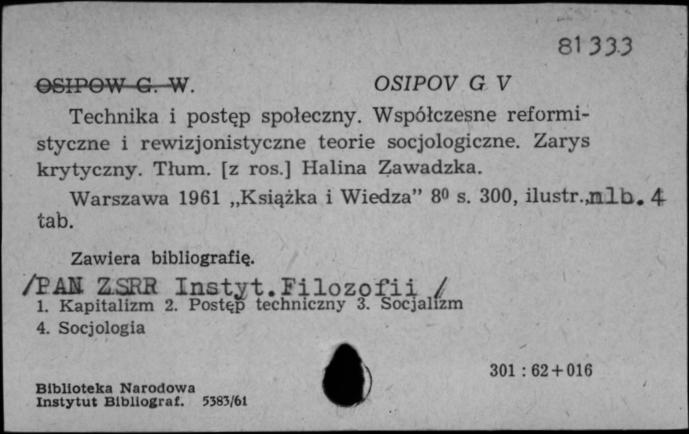 81333
OSIPOW G. W. OSIPOV G V
Technika i postęp społeczny. Współczesne reformi-
styczne i rewizjonistyczne teorie socjologiczne. Zarys
krytyczny. Tłum. [z ros.] Halina Zawadzka.
Warszawa 1961 „Książka i Wiedza” 8⁰ s. 300, ilustr.,nlb. 4
tab.
Zawiera bibliografię.
/PAN ZSRR Instyt.Filozofii /
1. Kapitalizm 2. Postęp techniczny 3. Socjalizm
4. Socjologia
301 : 62 + 016
Biblioteka Narodowa
Instytut Bibliograf. 5383/61